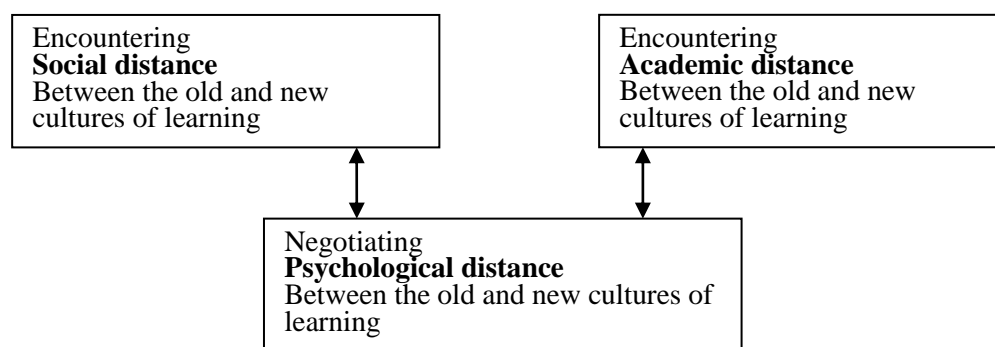 Encountering
Social distance
Between the old and new
cultures of learning
Encountering
Academic distance
Between the old and new
cultures of learning
Negotiating
Psychological distance
Between the old and new cultures of
learning